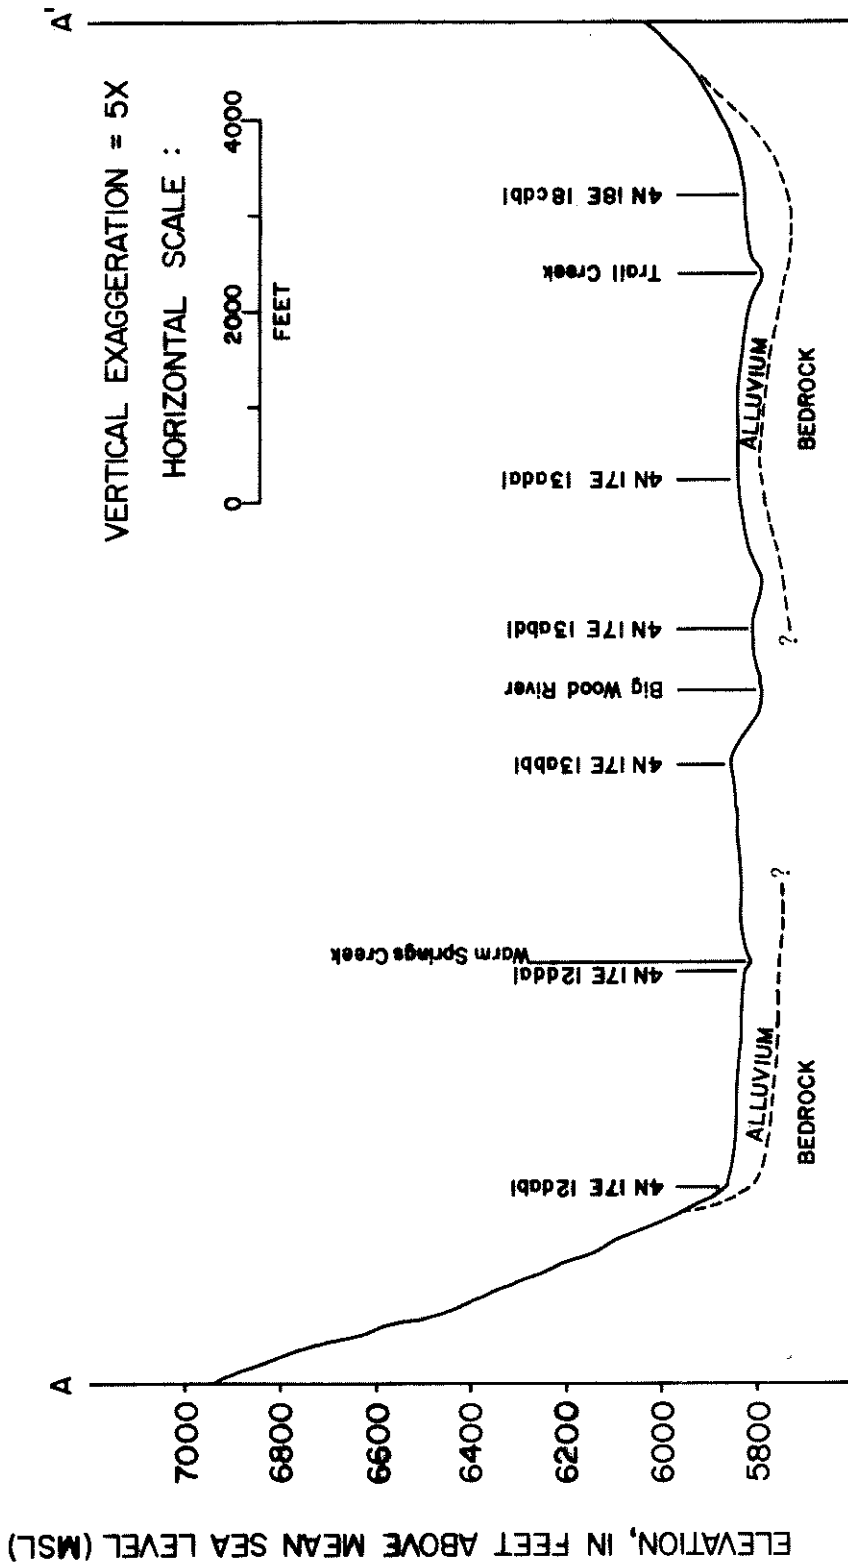 A
A'
VERTICAL EXAGGERATION = 5X
HORIZONTAL SCALE :
0
2000
4000
FEET
ELEVATION, IN FEET ABOVE MEAN SEA LEVEL (MSL)
7000
6800
6600
6400
6200
6000
5800
4N 17E 12dab1
4N 17E 12dda1
Warm Springs Creek
4N 17E 13abb1
Big Wood River
4N 17E 13abd1
4N 17E 13ada1
Trail Creek
4N 18E 18cdb1
ALLUVIUM
BEDROCK
?
?
ALLUVIUM
BEDROCK